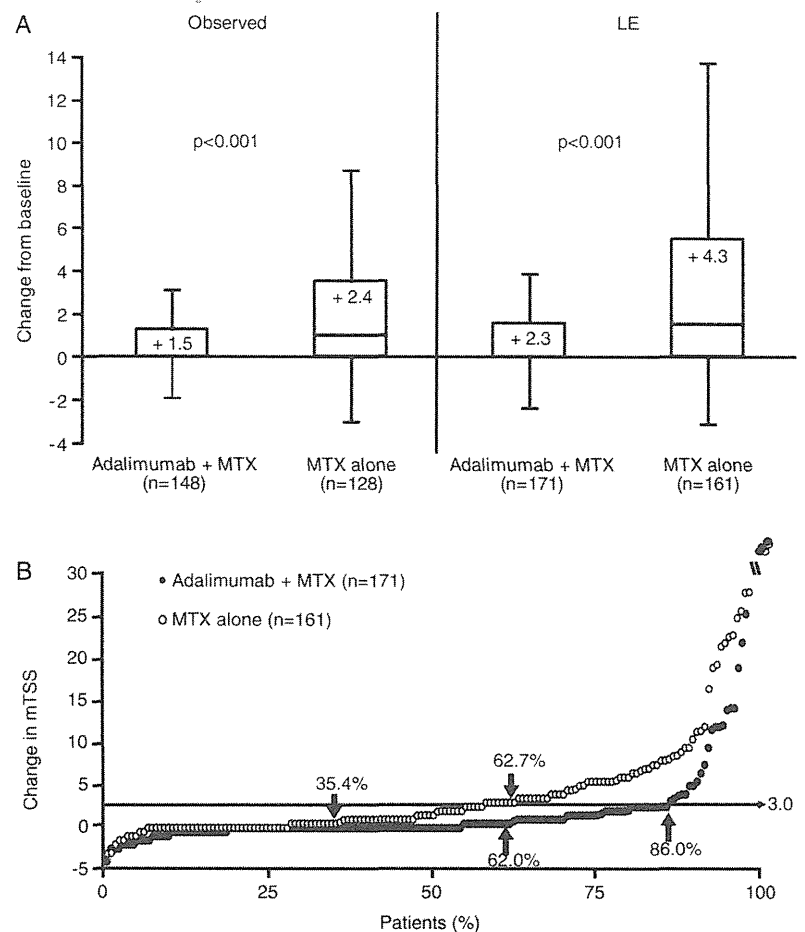 A
Observed
LE
14
12
10
8
6
4
2
0
-2
-4
Change from baseline
p<0.001
p<0.001
+ 1.5
+ 2.4
+ 2.3
+ 4.3
Adalimumab + MTX
(n=148)
MTX alone
(n=128)
Adalimumab + MTX
(n=171)
MTX alone
(n=161)
B
30
25
20
15
10
5
0
-5
Change in mTSS
Adalimumab + MTX (n=171)
MTX alone (n=161)
35.4%
62.7%
3.0
62.0%
86.0%
0
25
50
75
100
Patients (%)